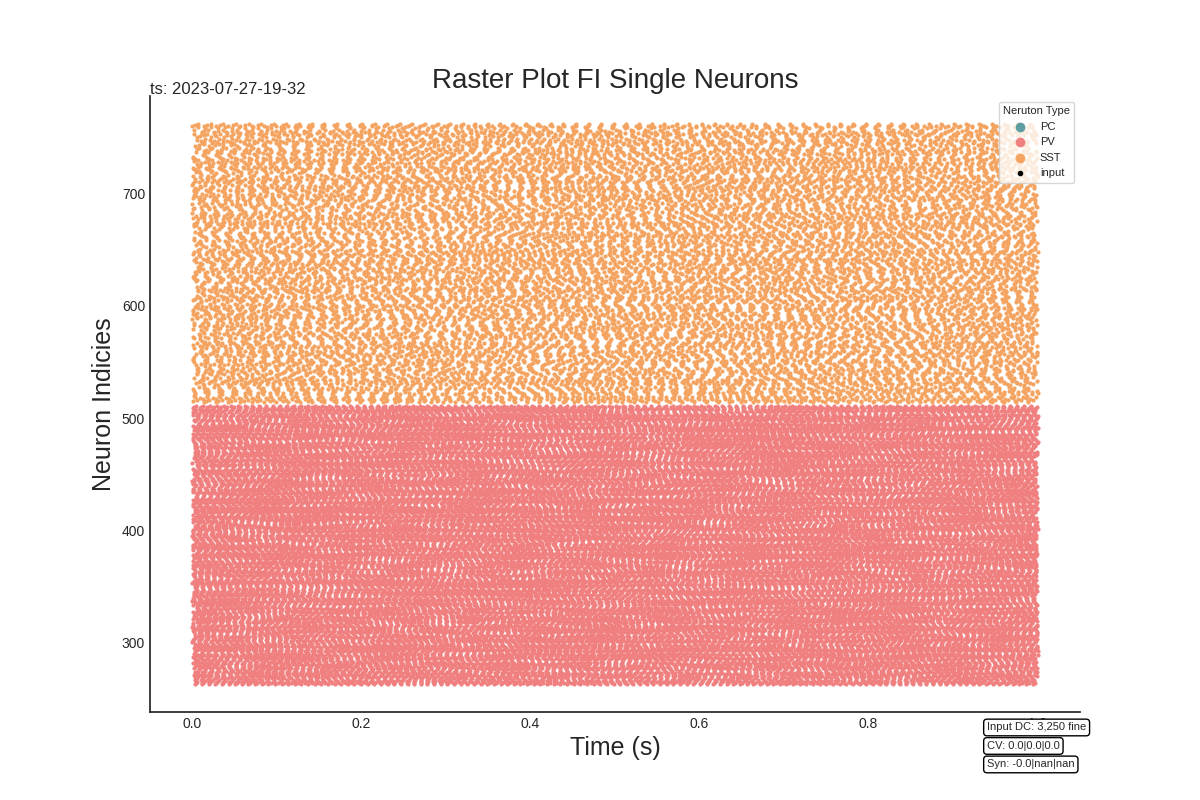 Raster Plot FI Single Neurons
ts: 2023-07-27-19-32
Neruton Type
PC
PV
SST
input
700
600
500
400
300
Neuron Indicies
0.0 0.2 0.4 0.6 0.8
Time (s)
Input DC: 3,250 fine
CV: 0.0|0.0|0.0
Syn: -0.0|nan|nan